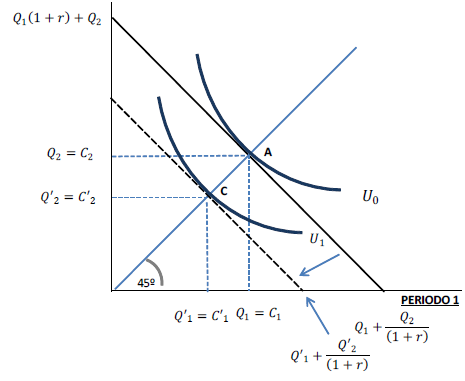 Q₁(1 + r) + Q₂
A
Q₂ = C₂
C
Q'₂ = C'₂
U₀
U₁
45º
PERIODO 1
Q'₁ = C'₁ Q₁ = C₁
Q₁ + Q₂/(1 + r)
Q'₁ + Q'₂/(1 + r)